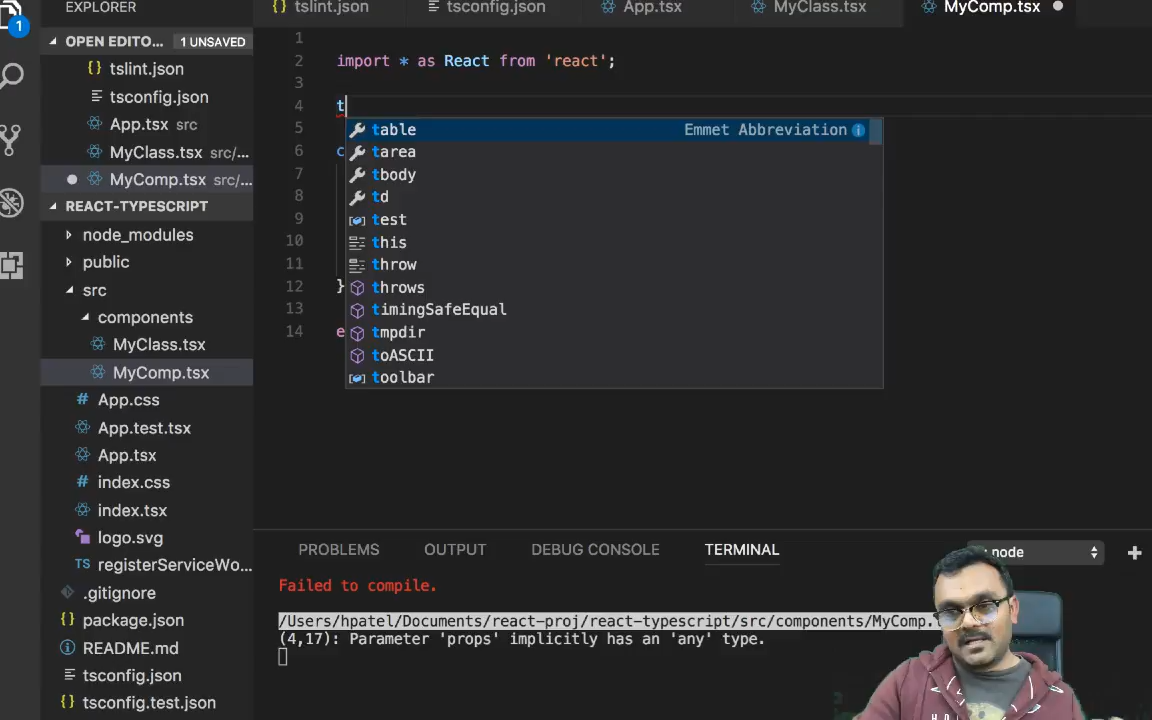 EXPLORER
tslint.json
tsconfig.json
App.tsx
MyClass.tsx
MyComp.tsx
1
OPEN EDITO...
1 UNSAVED
tslint.json
tsconfig.json
App.tsx src
MyClass.tsx src/...
MyComp.tsx src/...
REACT-TYPESCRIPT
node_modules
public
src
components
MyClass.tsx
MyComp.tsx
App.css
App.test.tsx
App.tsx
index.css
index.tsx
logo.svg
TS registerServiceWo...
.gitignore
package.json
README.md
tsconfig.json
tsconfig.test.json
1
2 import * as React from 'react';
3
4 t
5
6 c
7
8
9
10
11
12 }
13
14 e
table Emmet Abbreviation
tarea
tbody
td
test
this
throw
throws
timingSafeEqual
tmpdir
toASCII
toolbar
PROBLEMS OUTPUT DEBUG CONSOLE TERMINAL
node
Failed to compile.
/Users/hpatel/Documents/react-proj/react-typescript/src/components/MyComp.
(4,17): Parameter 'props' implicitly has an 'any' type.